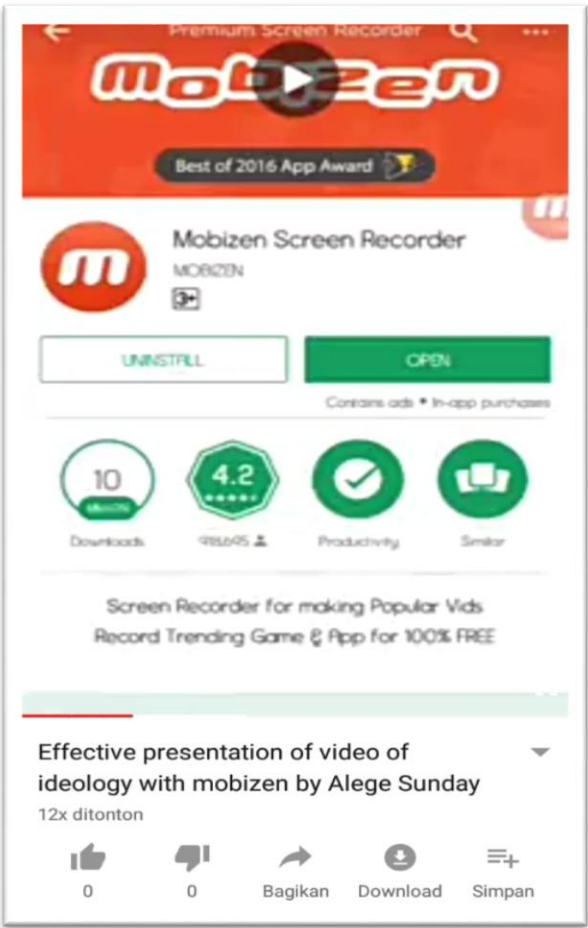 Premium Screen Recorder
mobizen
Best of 2016 App Award
m
Mobizen Screen Recorder
MOBIZEN
3+
UNINSTALL
OPEN
Contains ads • In-app purchases
10
4.2
Downloads
Productivity
Similar
Screen Recorder for making Popular Vids
Record Trending Game & App for 100% FREE
Effective presentation of video of
ideology with mobizen by Alege Sunday
12x ditonton
0
0
Bagikan
Download
Simpan